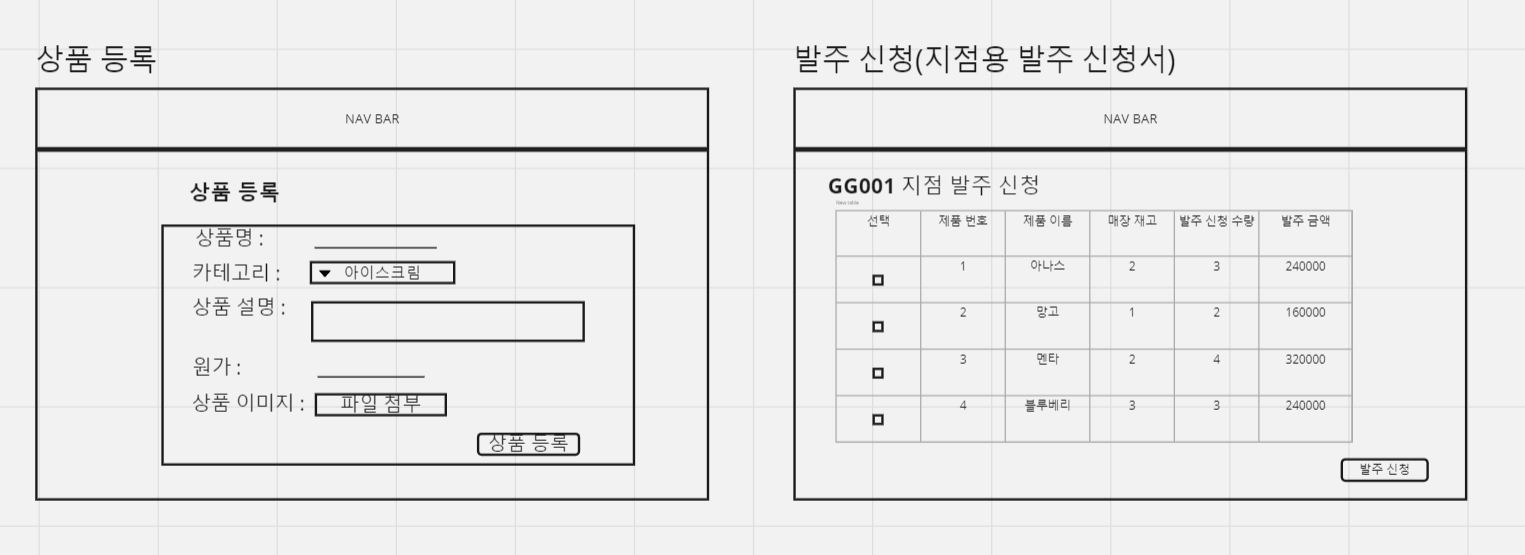 상품 등록
NAV BAR
상품 등록
상품명 :
카테고리 : 아이스크림
상품 설명 :
원가 :
상품 이미지 : 파일 첨부
상품 등록
발주 신청(지점용 발주 신청서)
NAV BAR
GG001 지점 발주 신청
New table
선택 제품 번호 제품 이름 매장 재고 발주 신청 수량 발주 금액
1 아나스 2 3 240000
2 망고 1 2 160000
3 멘타 2 4 320000
4 블루베리 3 3 240000
발주 신청